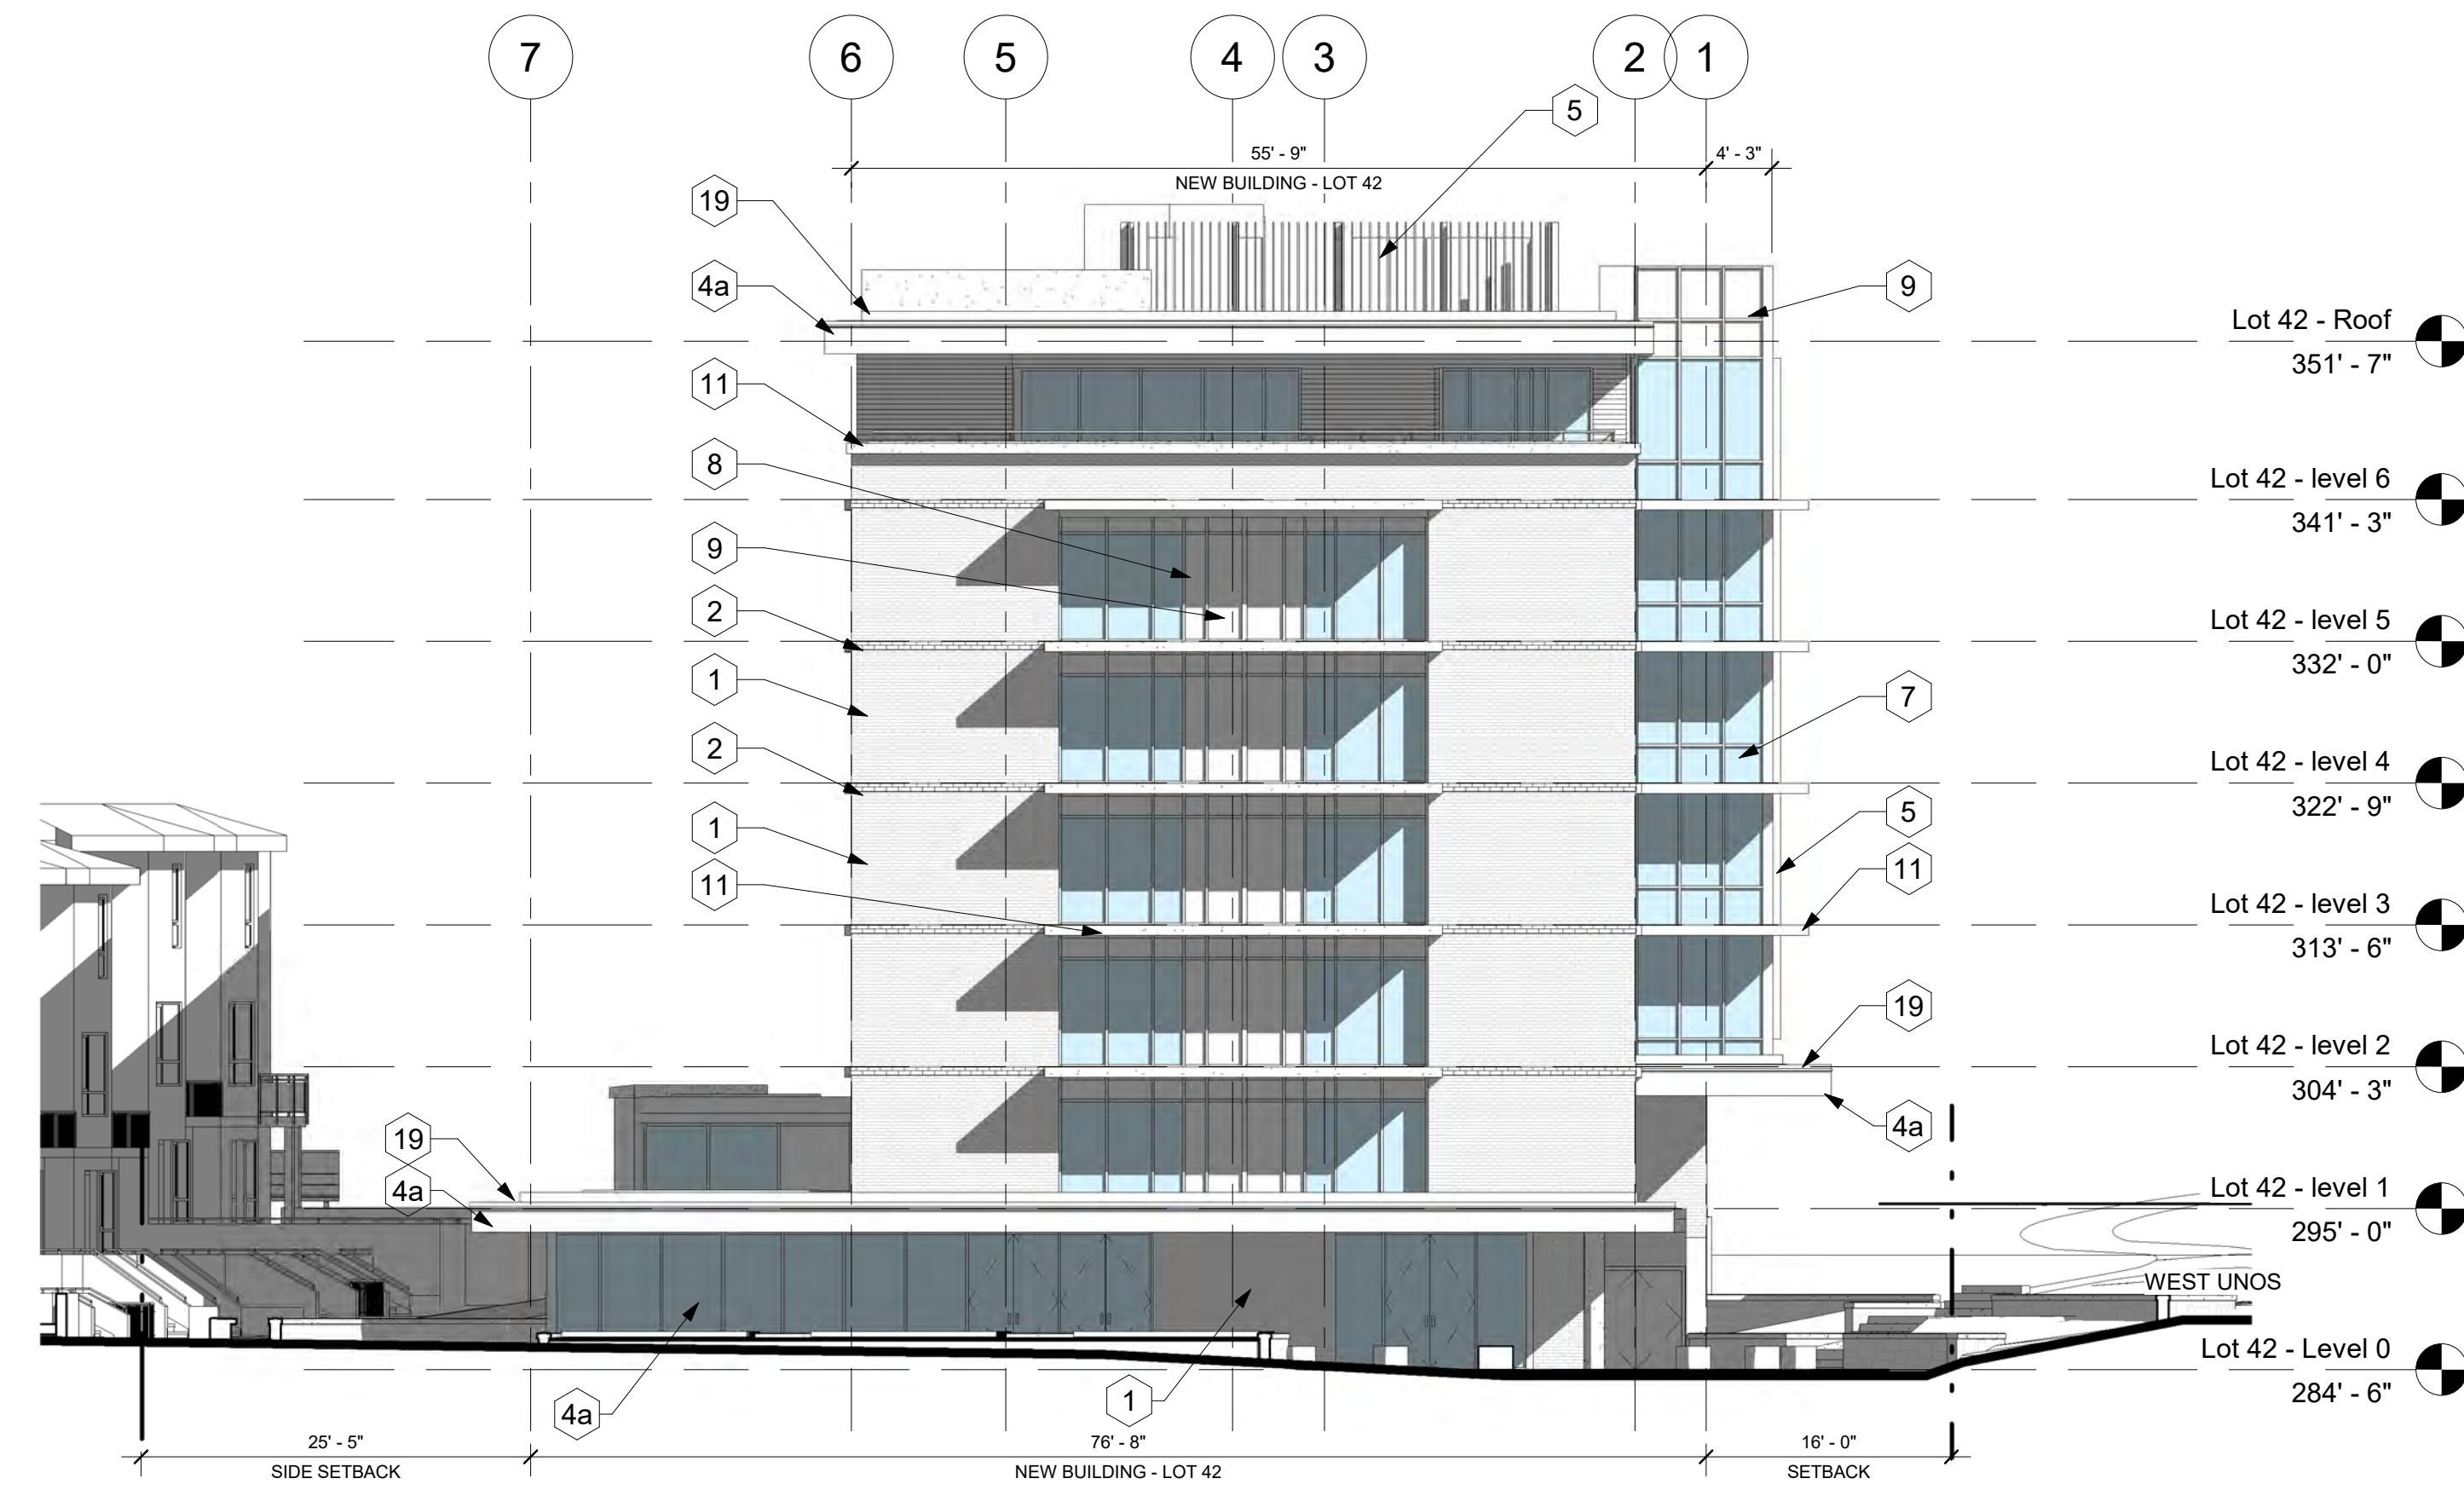 7 6 5 4 3 2 1
5
55' - 9" 4' - 3"
NEW BUILDING - LOT 42
19
4a
9
Lot 42 - Roof
351' - 7"
11
8
Lot 42 - level 6
341' - 3"
9
2
Lot 42 - level 5
332' - 0"
1
7
2
Lot 42 - level 4
322' - 9"
1
5
11
11
Lot 42 - level 3
313' - 6"
19
Lot 42 - level 2
304' - 3"
4a
19
4a
Lot 42 - level 1
295' - 0"
WEST UNOS
Lot 42 - Level 0
284' - 6"
4a
1
25' - 5" 76' - 8" 16' - 0"
SIDE SETBACK NEW BUILDING - LOT 42 SETBACK